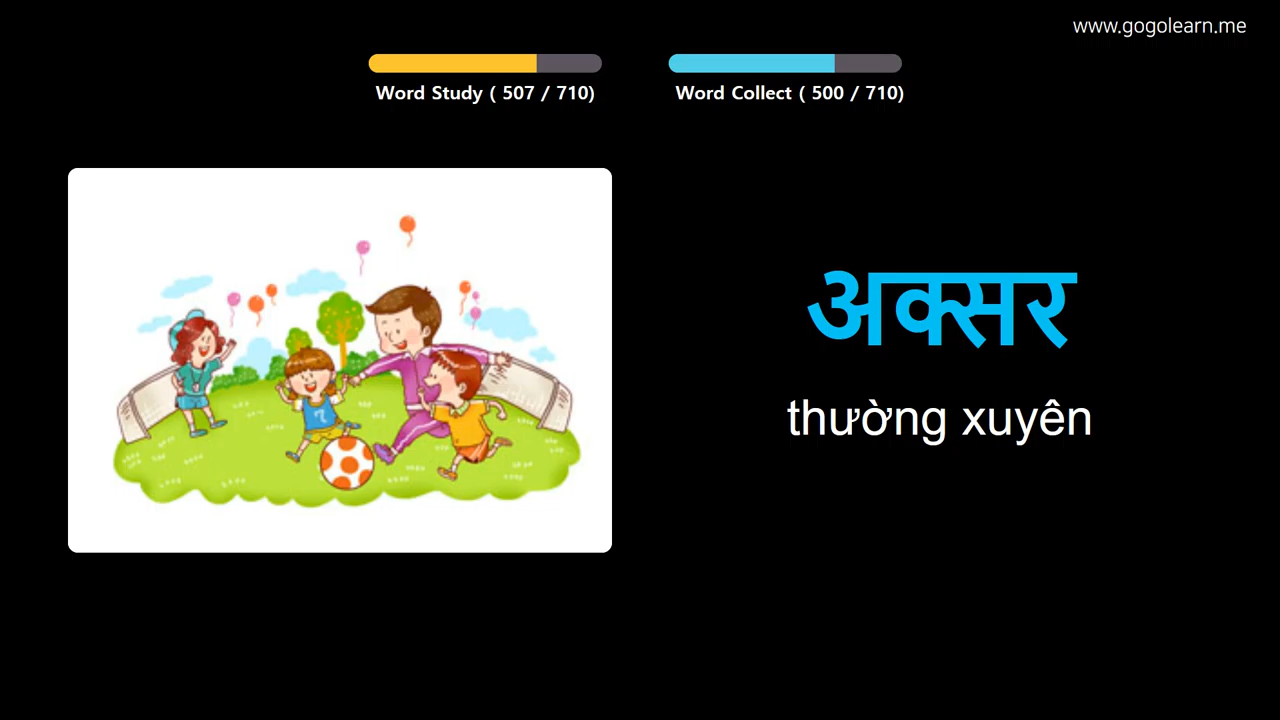 www.gogolearn.me
Word Study ( 507 / 710)
Word Collect ( 500 / 710)
अक्सर
thường xuyên